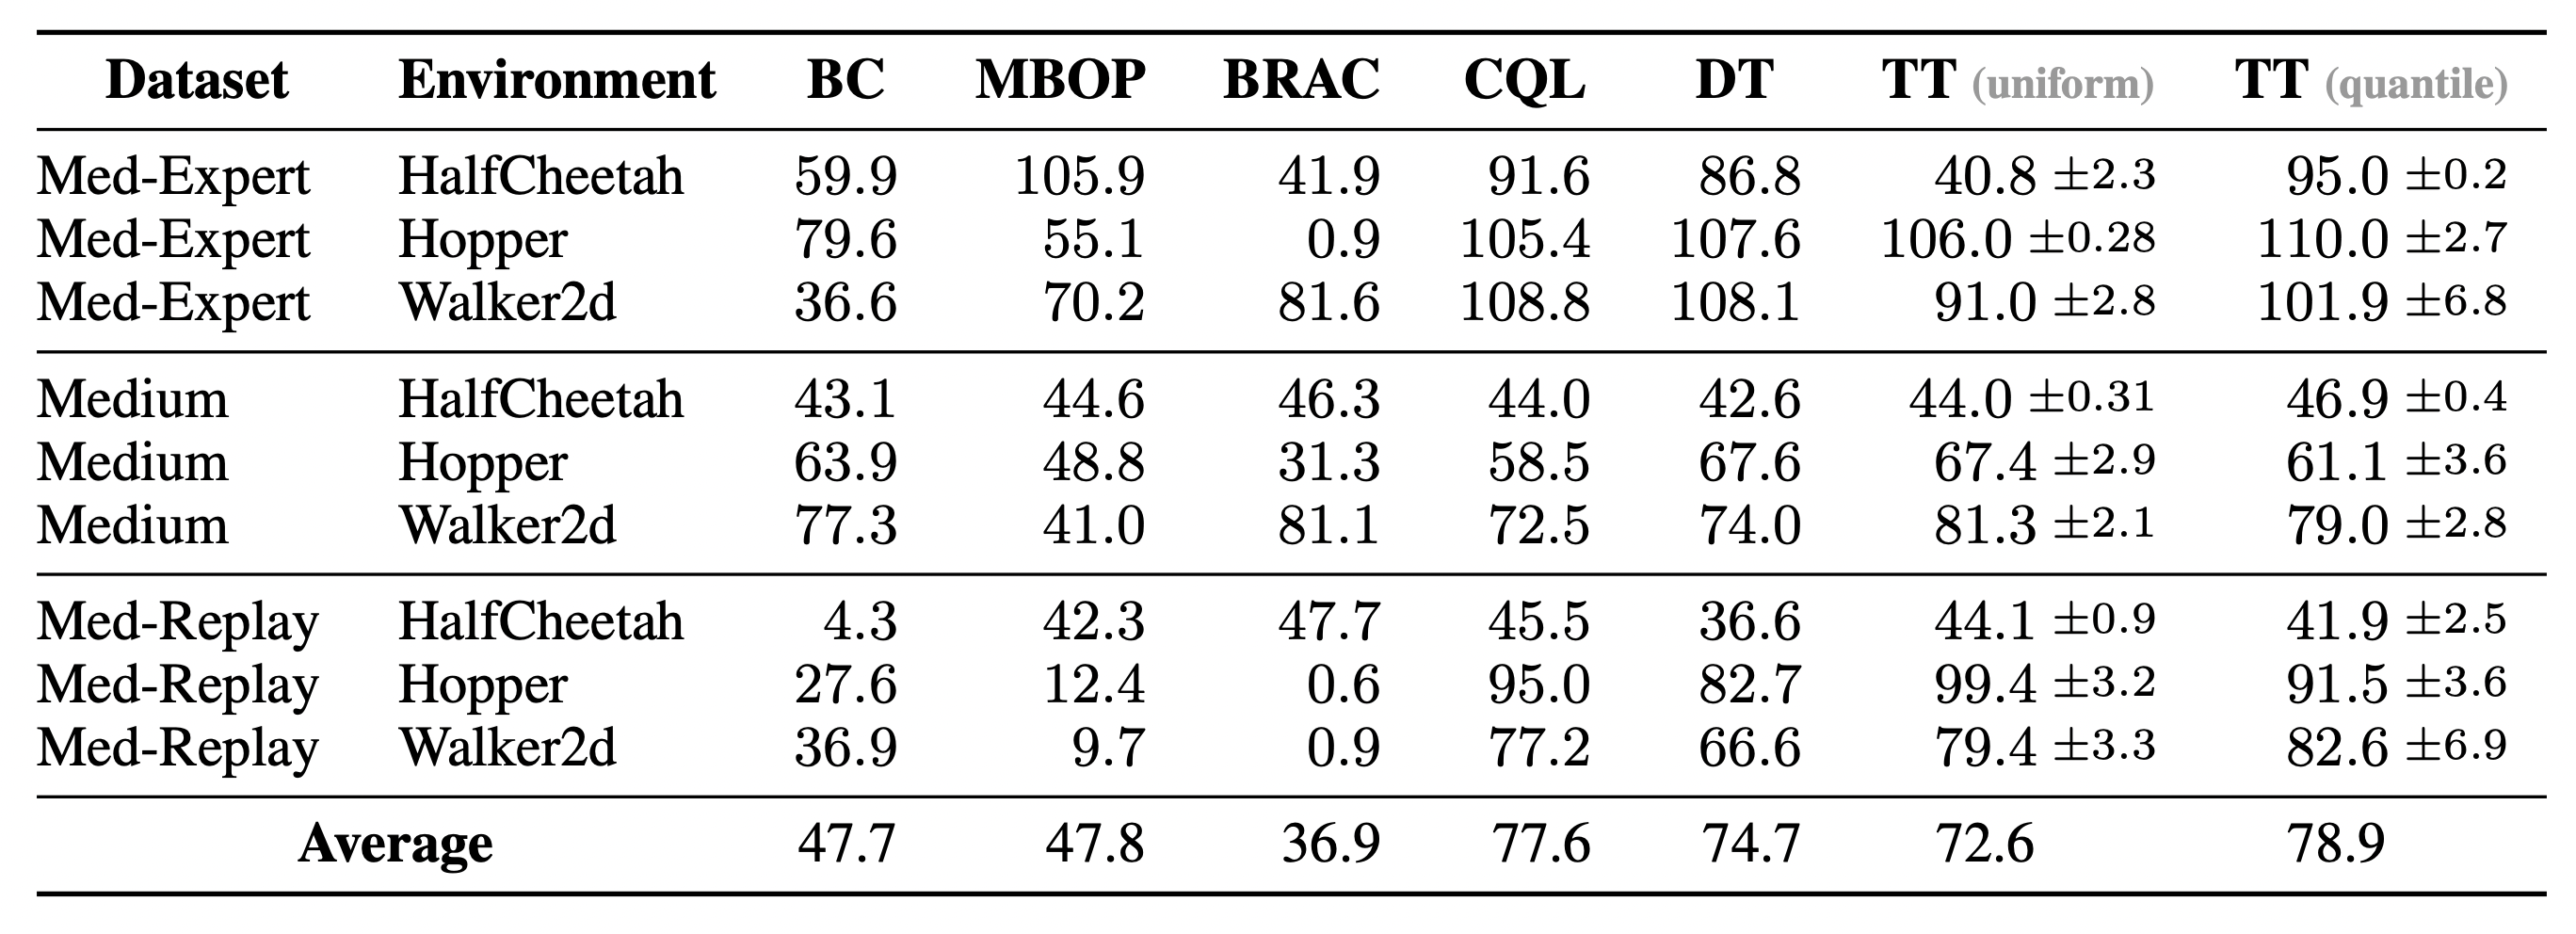 Dataset Environment BC MBOP BRAC CQL DT TT (uniform) TT (quantile)
Med-Expert HalfCheetah 59.9 105.9 41.9 91.6 86.8 40.8 ±2.3 95.0 ±0.2
Med-Expert Hopper 79.6 55.1 0.9 105.4 107.6 106.0 ±0.28 110.0 ±2.7
Med-Expert Walker2d 36.6 70.2 81.6 108.8 108.1 91.0 ±2.8 101.9 ±6.8
Medium HalfCheetah 43.1 44.6 46.3 44.0 42.6 44.0 ±0.31 46.9 ±0.4
Medium Hopper 63.9 48.8 31.3 58.5 67.6 67.4 ±2.9 61.1 ±3.6
Medium Walker2d 77.3 41.0 81.1 72.5 74.0 81.3 ±2.1 79.0 ±2.8
Med-Replay HalfCheetah 4.3 42.3 47.7 45.5 36.6 44.1 ±0.9 41.9 ±2.5
Med-Replay Hopper 27.6 12.4 0.6 95.0 82.7 99.4 ±3.2 91.5 ±3.6
Med-Replay Walker2d 36.9 9.7 0.9 77.2 66.6 79.4 ±3.3 82.6 ±6.9
Average 47.7 47.8 36.9 77.6 74.7 72.6 78.9